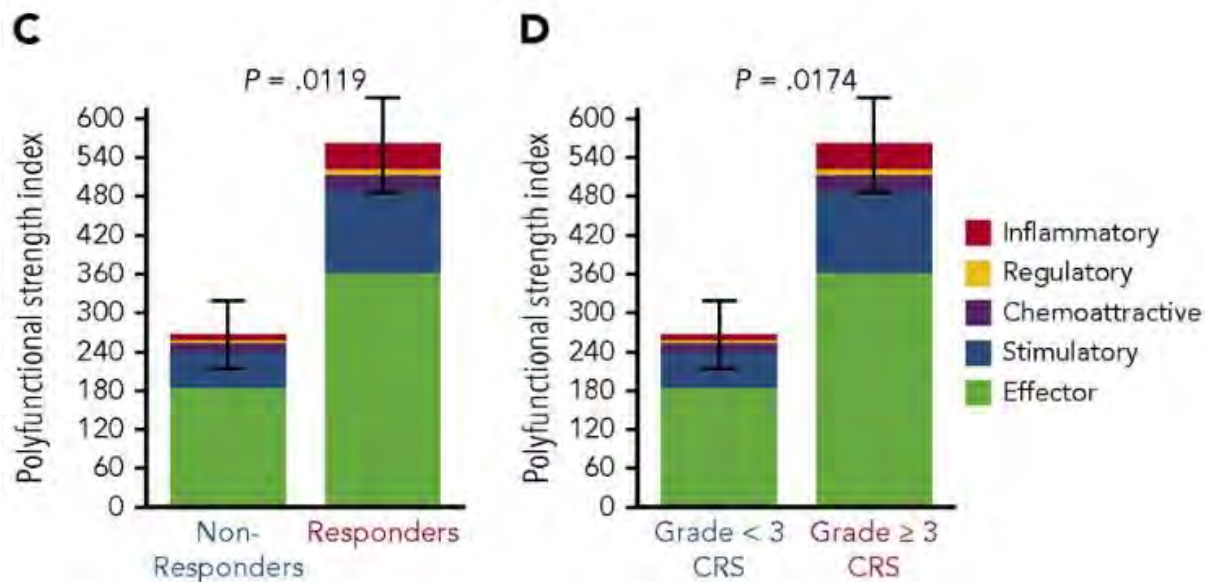 C
P = .0119
Polyfunctional strength index
600
540
480
420
360
300
240
180
120
60
0
Non-
Responders
Responders
D
P = .0174
Polyfunctional strength index
600
540
480
420
360
300
240
180
120
60
0
Grade < 3
CRS
Grade ≥ 3
CRS
Inflammatory
Regulatory
Chemoattractive
Stimulatory
Effector